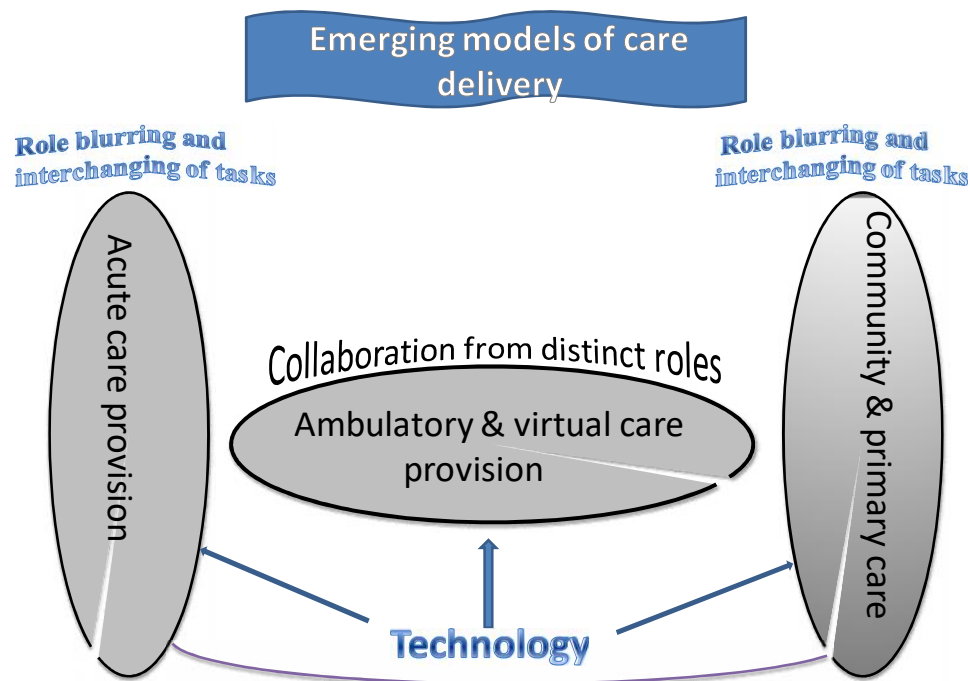 Emerging models of care
delivery
Role blurring and
interchanging of tasks
Role blurring and
interchanging of tasks
Acute care provision
Collaboration from distinct roles
Ambulatory & virtual care
provision
Community & primary care
Technology